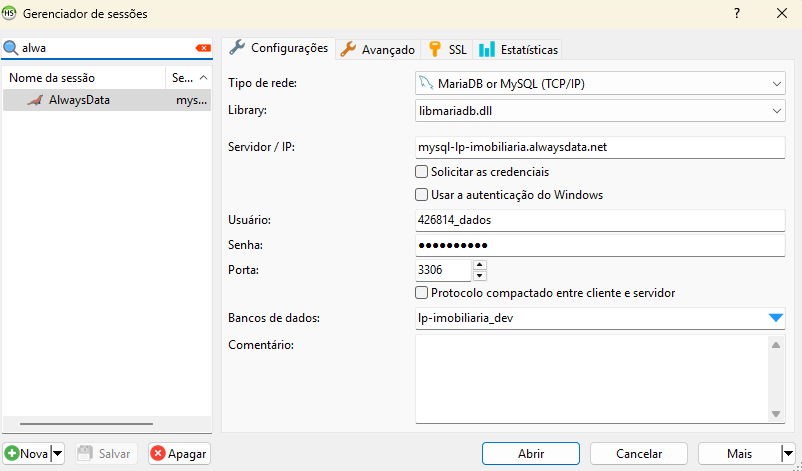 HS Gerenciador de sessões ?
alwa
Nome da sessão Se...
AlwaysData mys...
Configurações Avançado SSL Estatísticas
Tipo de rede: MariaDB or MySQL (TCP/IP)
Library: libmariadb.dll
Servidor / IP: mysql-lp-imobiliaria.alwaysdata.net
Solicitar as credenciais
Usar a autenticação do Windows
Usuário: 426814_dados
Senha: ●●●●●●●●●●
Porta: 3306
Protocolo compactado entre cliente e servidor
Bancos de dados: lp-imobiliaria_dev
Comentário:
Nova Salvar Apagar Abrir Cancelar Mais